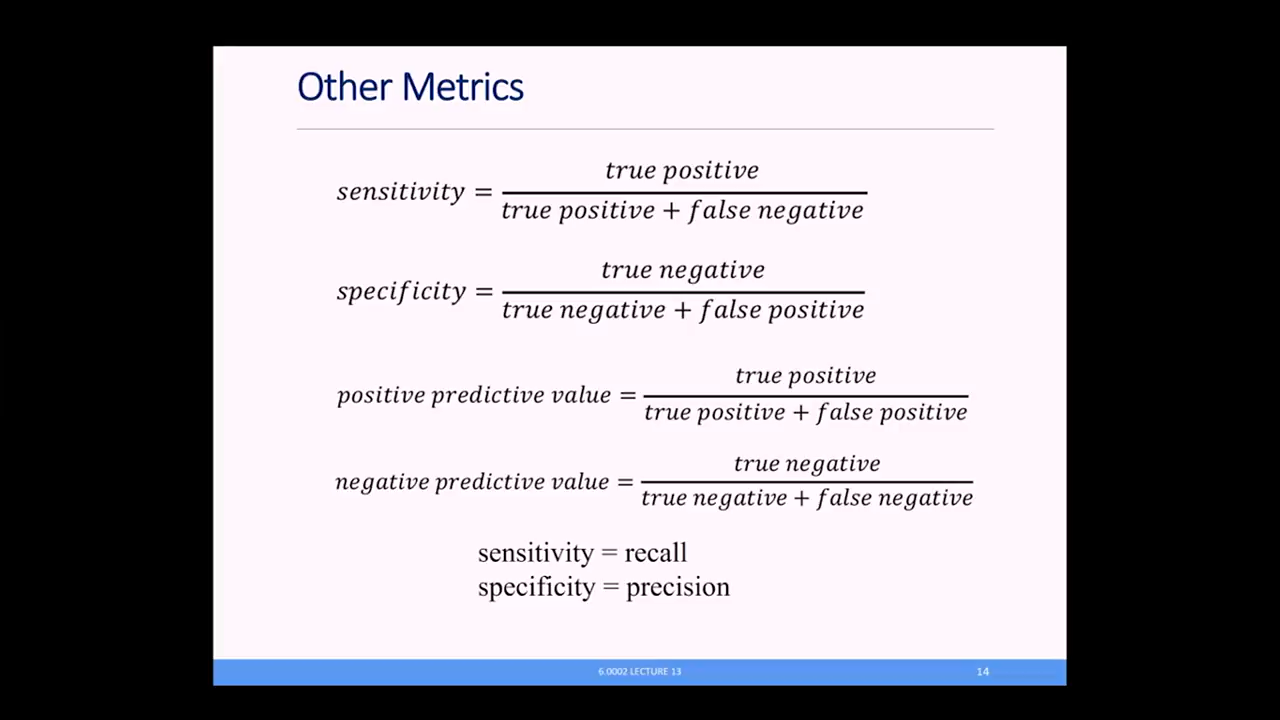 Other Metrics
sensitivity = true positive / true positive + false negative
specificity = true negative / true negative + false positive
positive predictive value = true positive / true positive + false positive
negative predictive value = true negative / true negative + false negative
sensitivity = recall
specificity = precision
6.0002 LECTURE 13
14